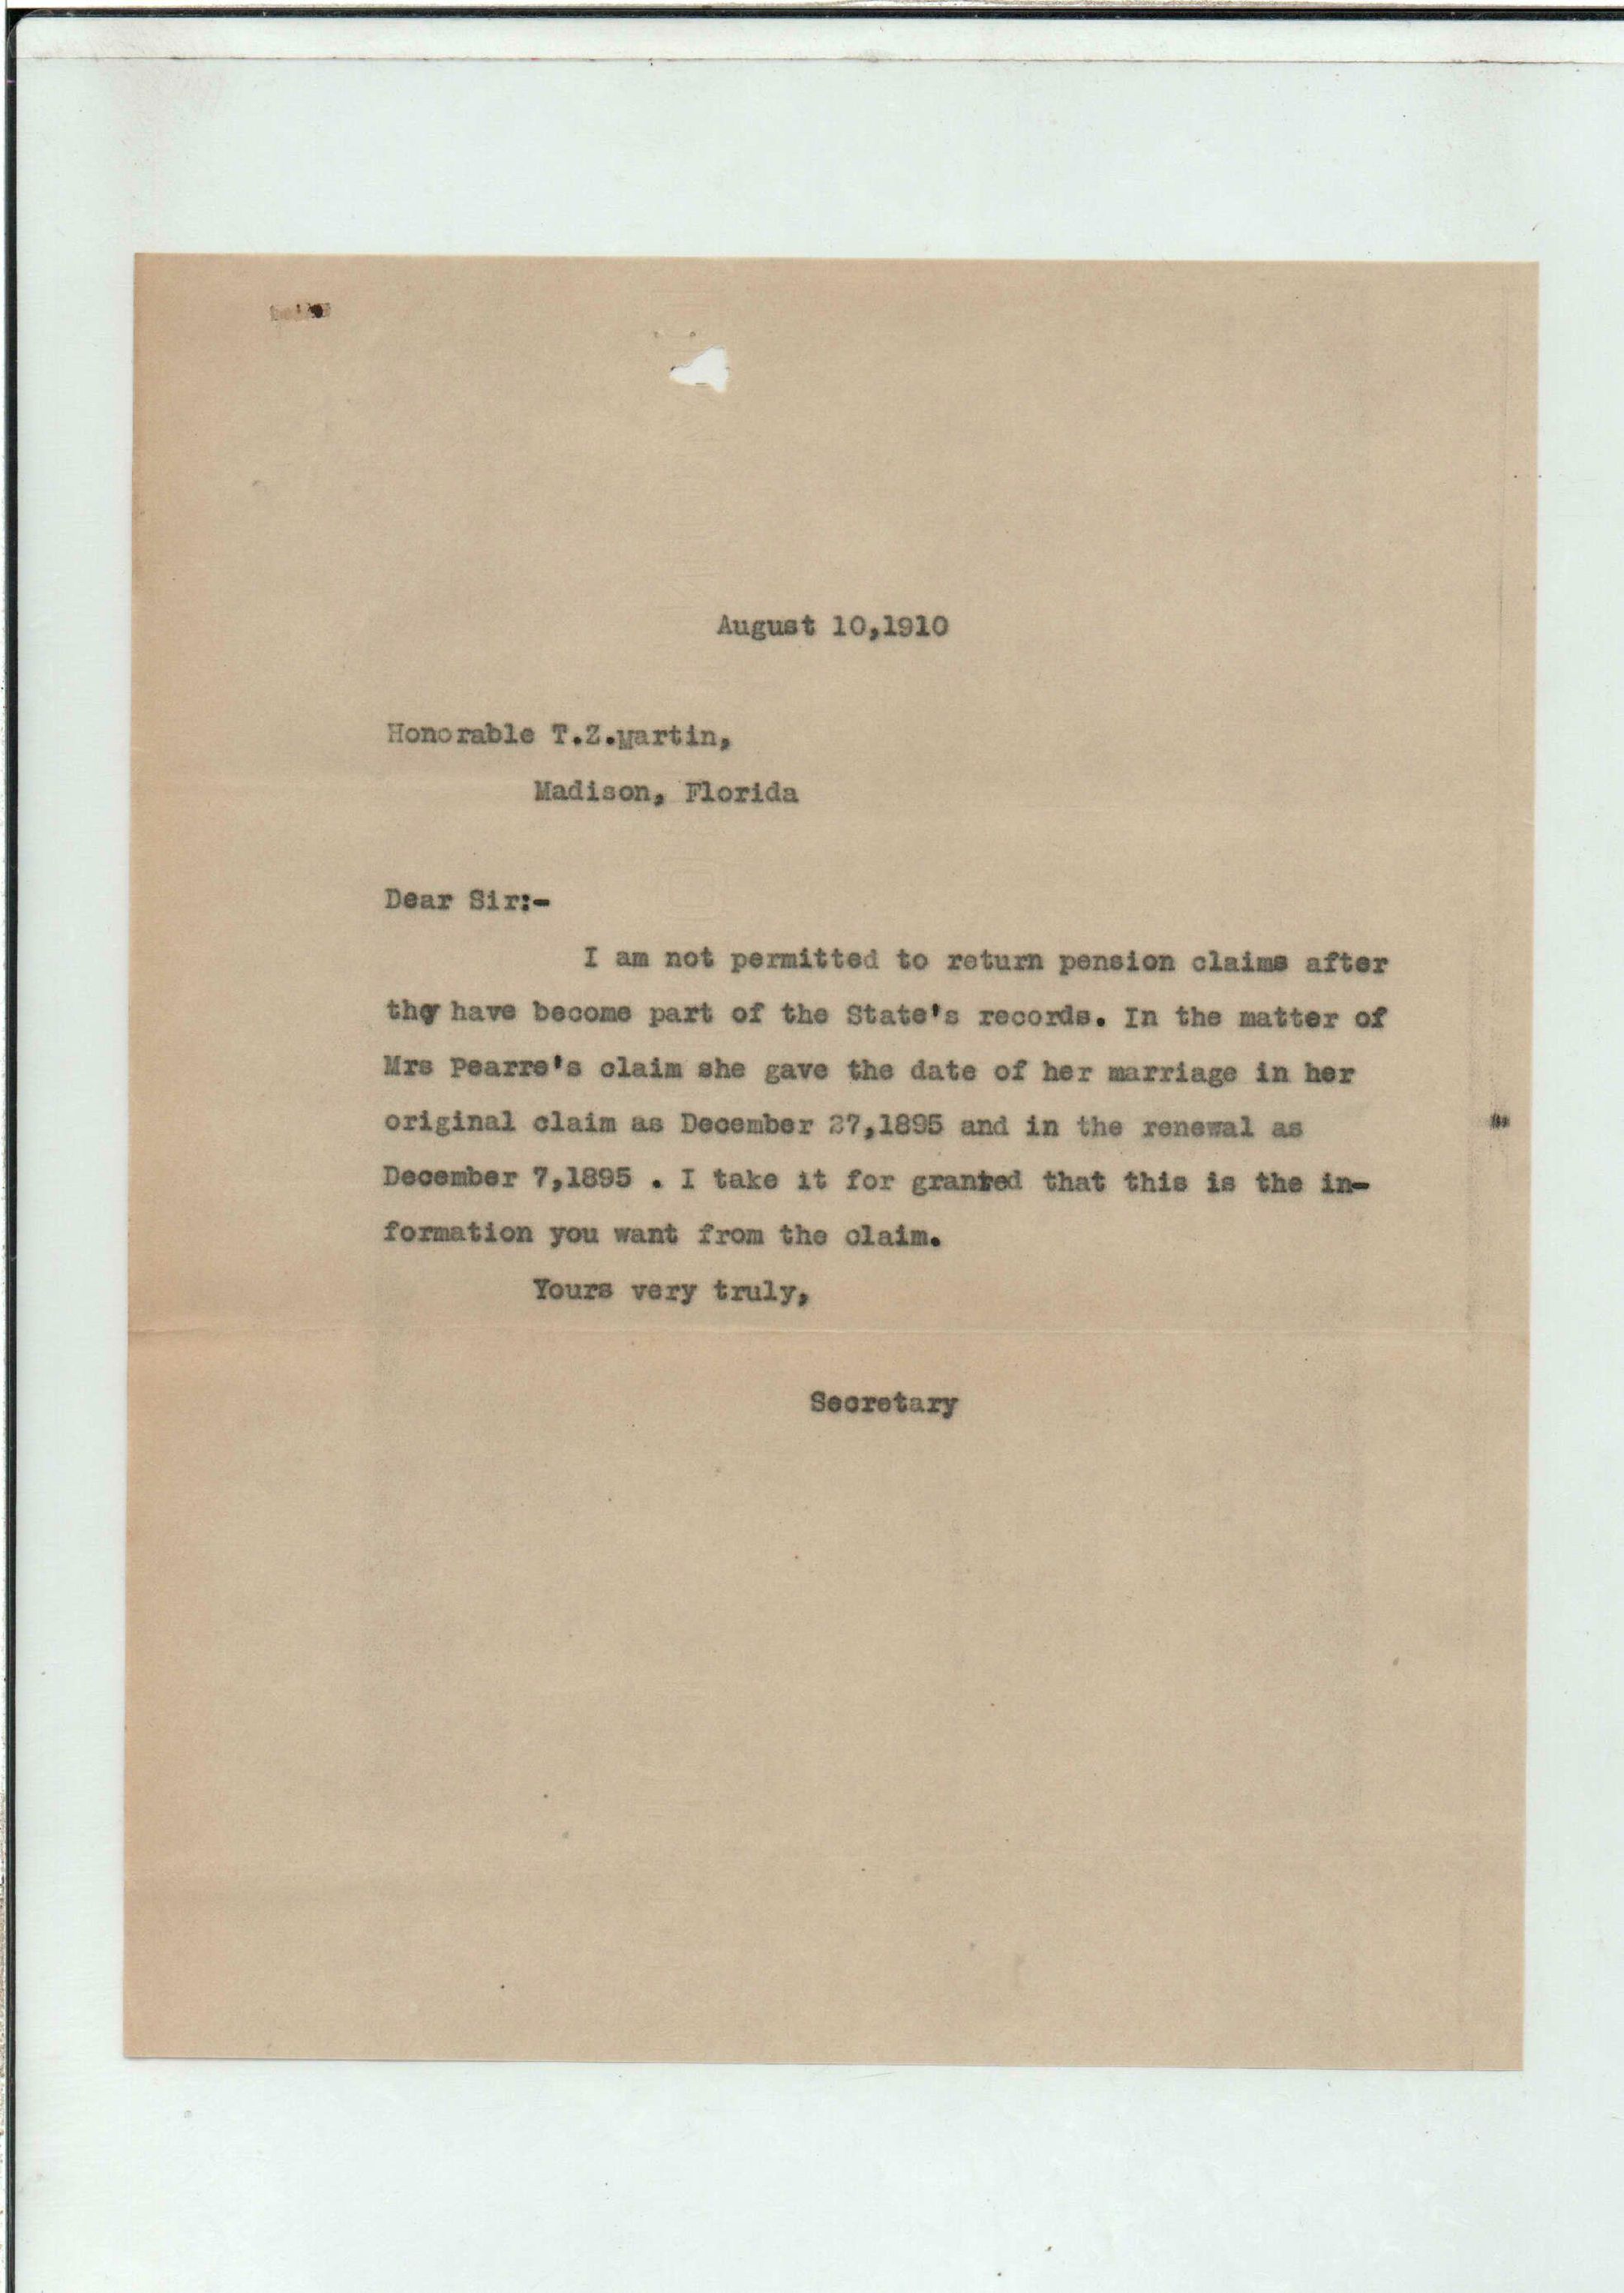 August 10,1910
Honorable T.Z.Martin,
Madison, Florida
Dear Sir:-
I am not permitted to return pension claims after
they have become part of the State's records. In the matter of
Mrs Pearre's claim she gave the date of her marriage in her
original claim as December 27,1895 and in the renewal as
December 7,1895 . I take it for granted that this is the in-
formation you want from the claim.
Yours very truly,
Secretary